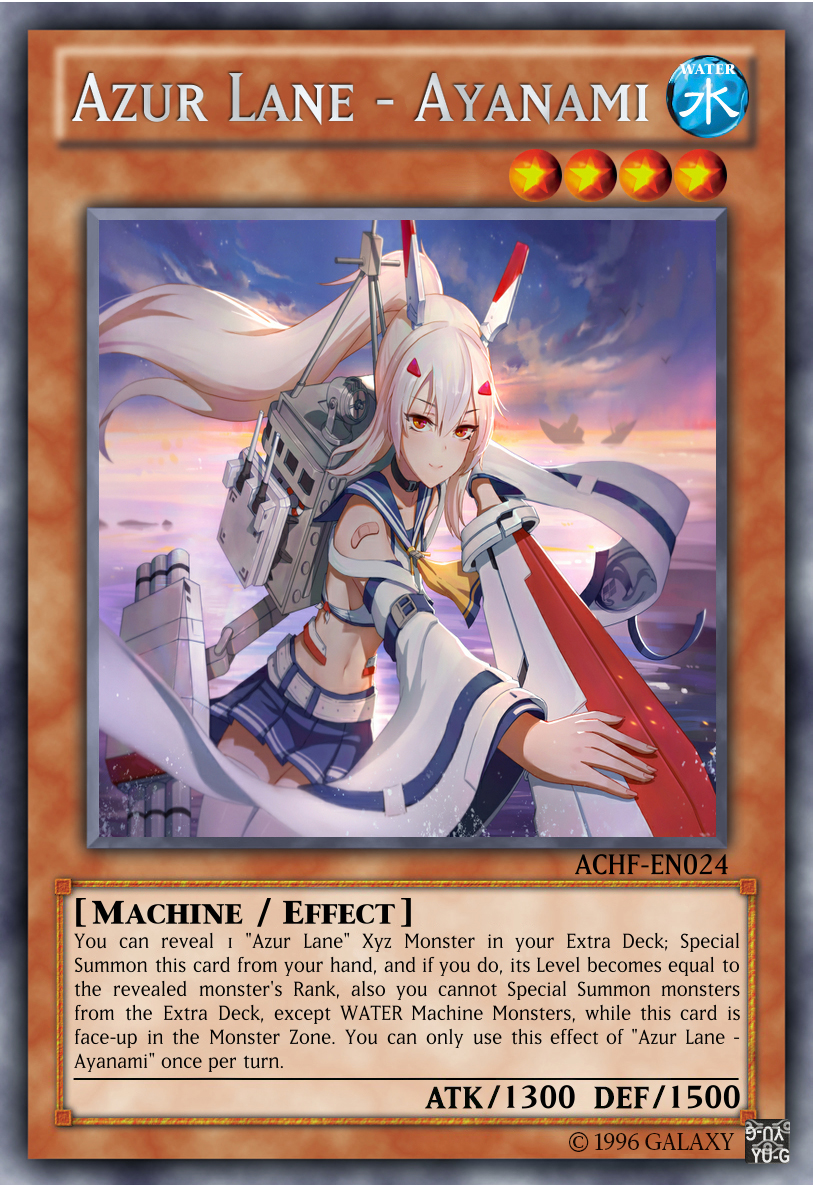 AZUR LANE - AYANAMI
WATER
水
ACHF-EN024
[ MACHINE / EFFECT ]
You can reveal 1 "Azur Lane" Xyz Monster in your Extra Deck; Special
Summon this card from your hand, and if you do, its Level becomes equal to
the revealed monster's Rank, also you cannot Special Summon monsters
from the Extra Deck, except WATER Machine Monsters, while this card is
face-up in the Monster Zone. You can only use this effect of "Azur Lane -
Ayanami" once per turn.
ATK/1300 DEF/1500
© 1996 GALAXY
YU-G
YU-G